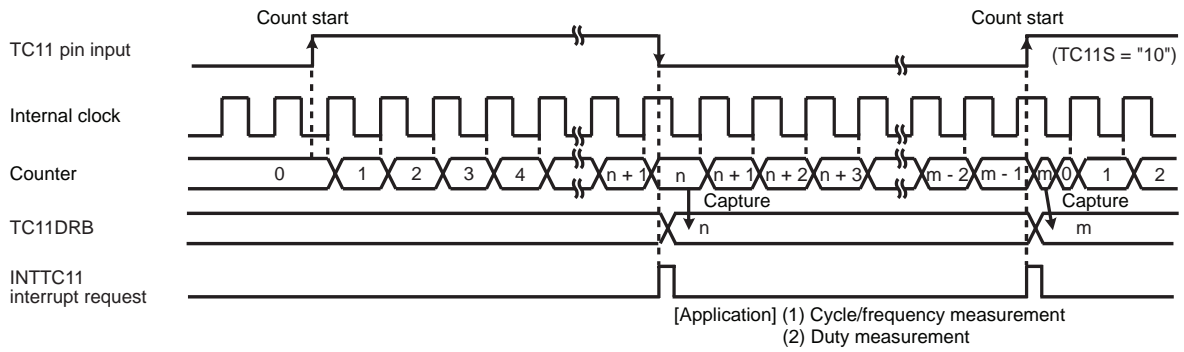 Count start Count start
TC11 pin input
(TC11S = "10")
Internal clock
Counter 0 1 2 3 4 n + 1 n n + 1 n + 2 n + 3 m - 2 m - 1 m 0 1 2
Capture Capture
TC11DRB n m
INTTC11
interrupt request
[Application] (1) Cycle/frequency measurement
(2) Duty measurement